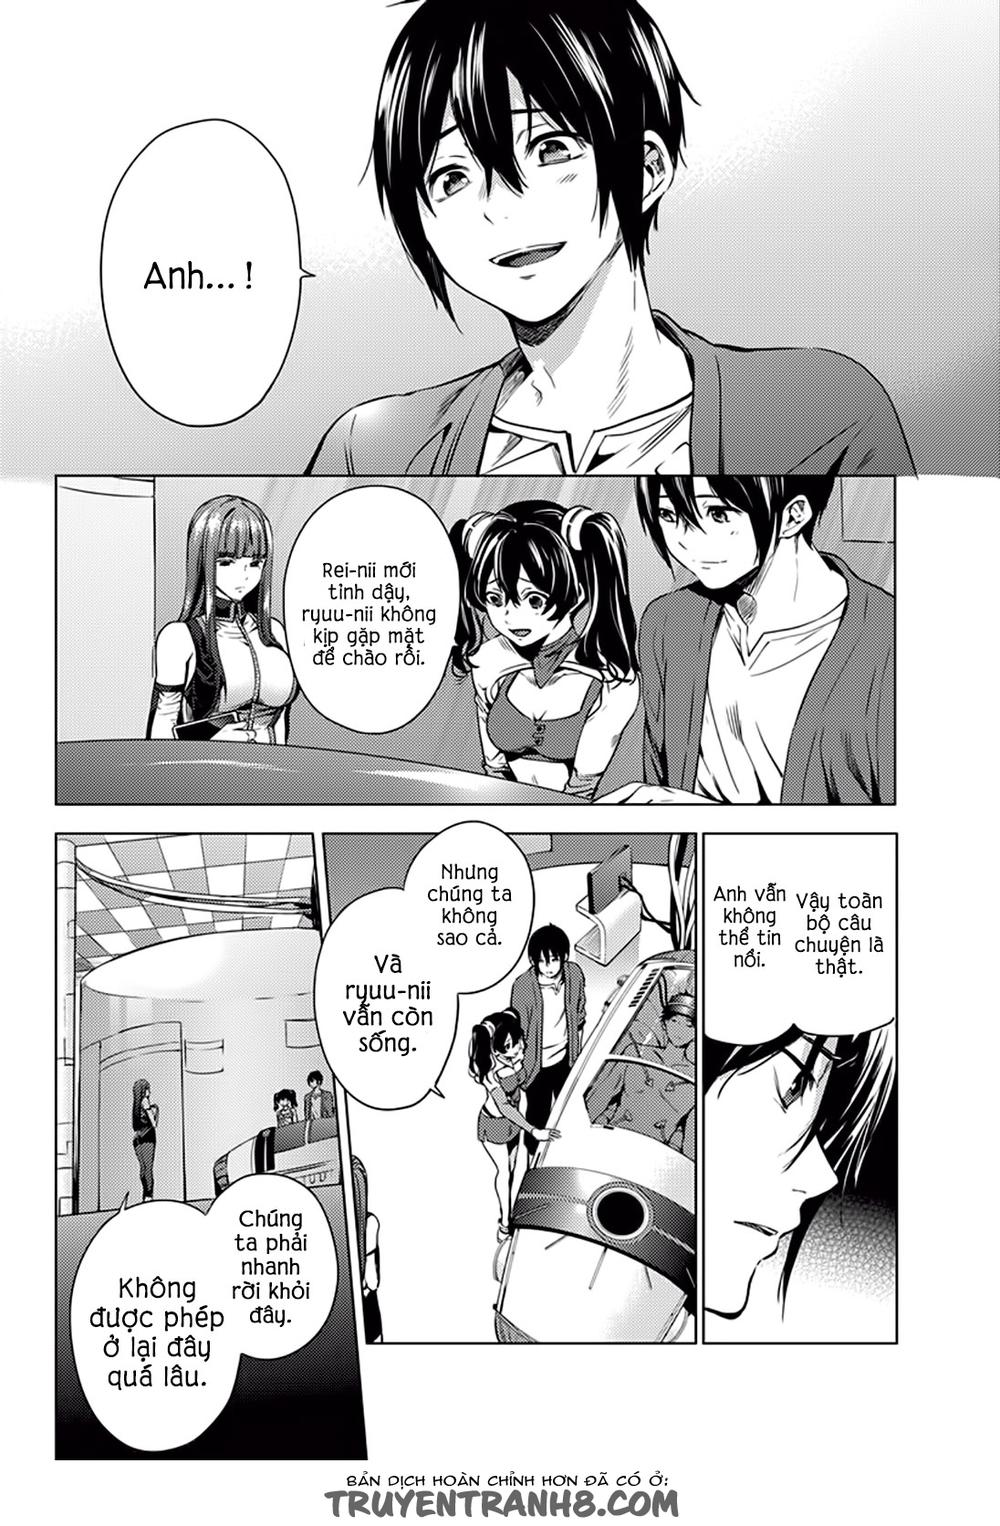 Anh... !
Rei-nii mới
tỉnh dậy,
ryuu-nii không
kịp gặp mặt
để chào rồi.
Vậy toàn
bộ câu
chuyện là
thật.
Anh vẫn
không
thể tin
nổi.
Nhưng
chúng ta
không
sao cả.
Và
ryuu-nii
vẫn còn
sống.
Chúng
ta phải
nhanh
rời khỏi
đây.
Không
được phép
ở lại đây
quá lâu.
BẢN DỊCH HOÀN CHỈNH HƠN ĐÃ CÓ Ở:
TRUYENTRANH8.COM